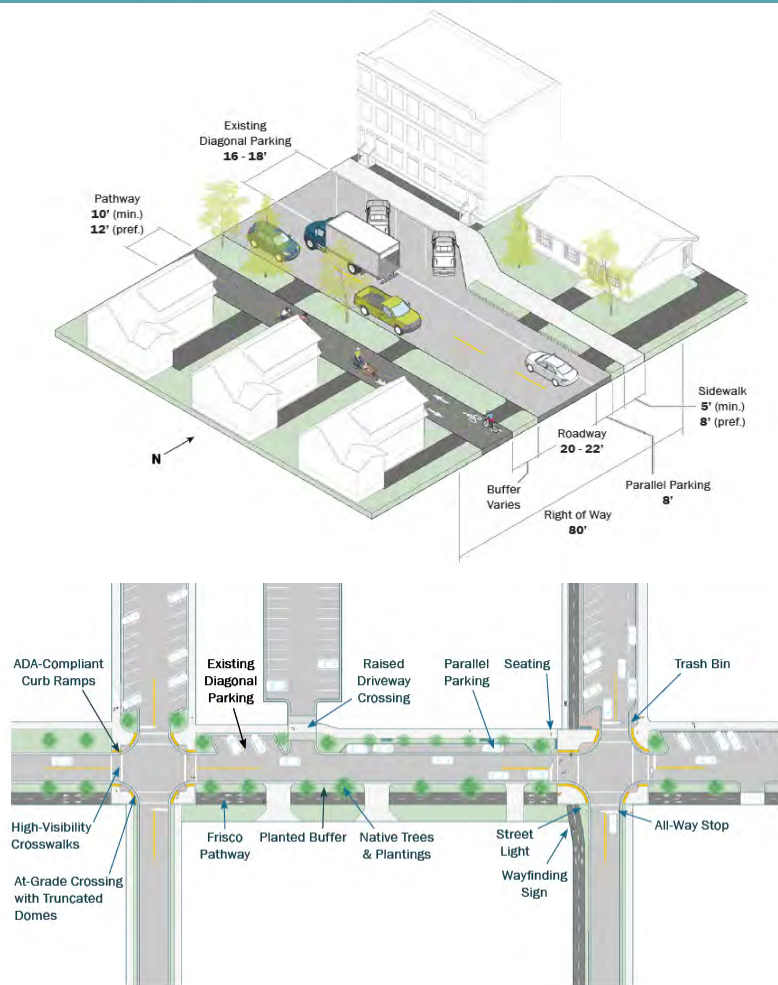 Existing
Diagonal Parking
16 - 18'
Pathway
10' (min.)
12' (pref.)
N
Sidewalk
5' (min.)
8' (pref.)
Roadway
20 - 22'
Buffer
Varies
Parallel Parking
8'
Right of Way
80'
ADA-Compliant
Curb Ramps
Existing
Diagonal
Parking
Raised
Driveway
Crossing
Parallel
Parking
Seating
Trash Bin
High-Visibility
Crosswalks
Frisco
Pathway
Planted Buffer
Native Trees
& Plantings
Street
Light
All-Way Stop
Wayfinding
Sign
At-Grade Crossing
with Truncated
Domes